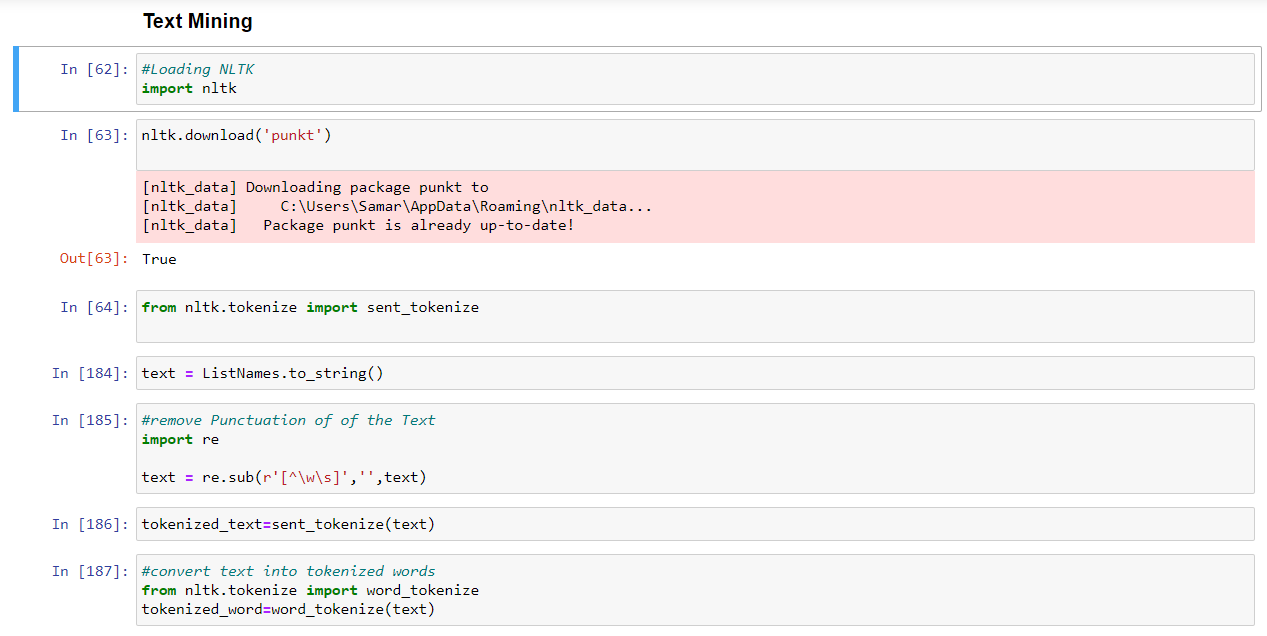 Text Mining
In [62]: #Loading NLTK
import nltk
In [63]: nltk.download('punkt')
[nltk_data] Downloading package punkt to
[nltk_data]     C:\Users\Samar\AppData\Roaming\nltk_data...
[nltk_data]   Package punkt is already up-to-date!
Out[63]: True
In [64]: from nltk.tokenize import sent_tokenize
In [184]: text = ListNames.to_string()
In [185]: #remove Punctuation of of the Text
import re
text = re.sub(r'[^\w\s]','',text)
In [186]: tokenized_text=sent_tokenize(text)
In [187]: #convert text into tokenized words
from nltk.tokenize import word_tokenize
tokenized_word=word_tokenize(text)